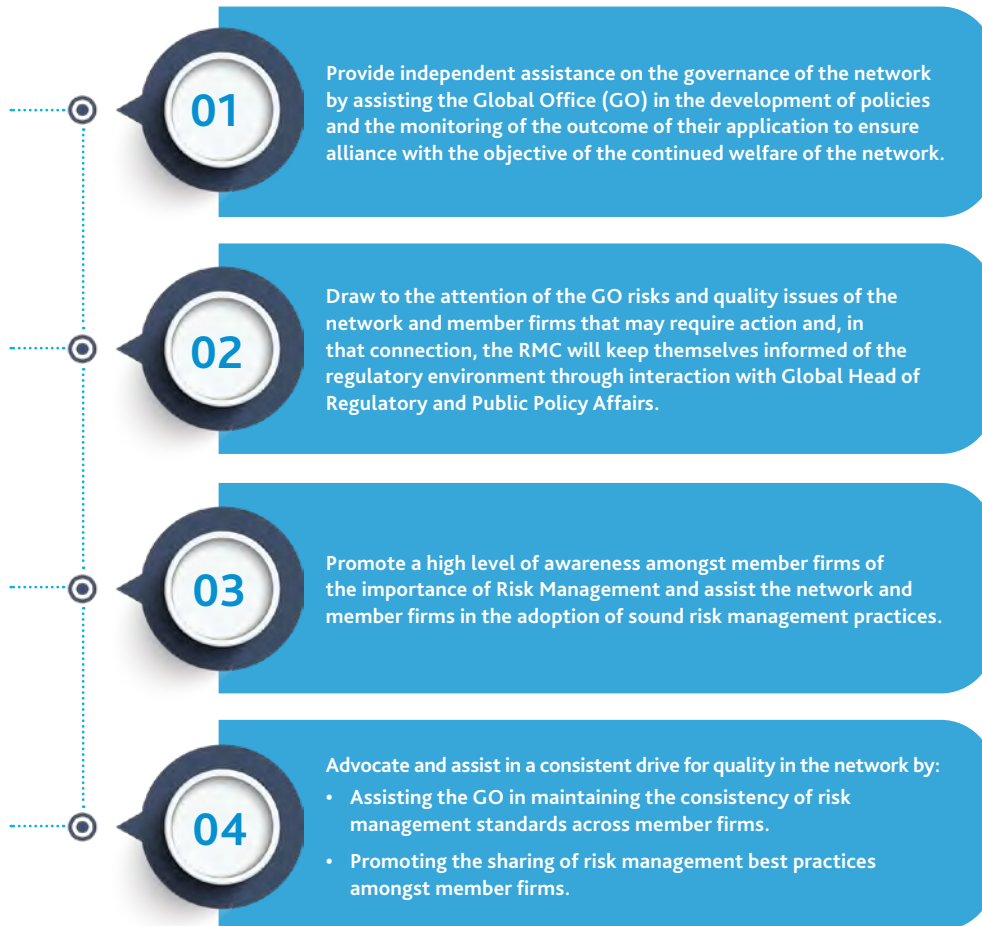 01
Provide independent assistance on the governance of the network
by assisting the Global Office (GO) in the development of policies
and the monitoring of the outcome of their application to ensure
alliance with the objective of the continued welfare of the network.
02
Draw to the attention of the GO risks and quality issues of the
network and member firms that may require action and, in
that connection, the RMC will keep themselves informed of the
regulatory environment through interaction with Global Head of
Regulatory and Public Policy Affairs.
03
Promote a high level of awareness amongst member firms of
the importance of Risk Management and assist the network and
member firms in the adoption of sound risk management practices.
04
Advocate and assist in a consistent drive for quality in the network by:
• Assisting the GO in maintaining the consistency of risk
management standards across member firms.
• Promoting the sharing of risk management best practices
amongst member firms.